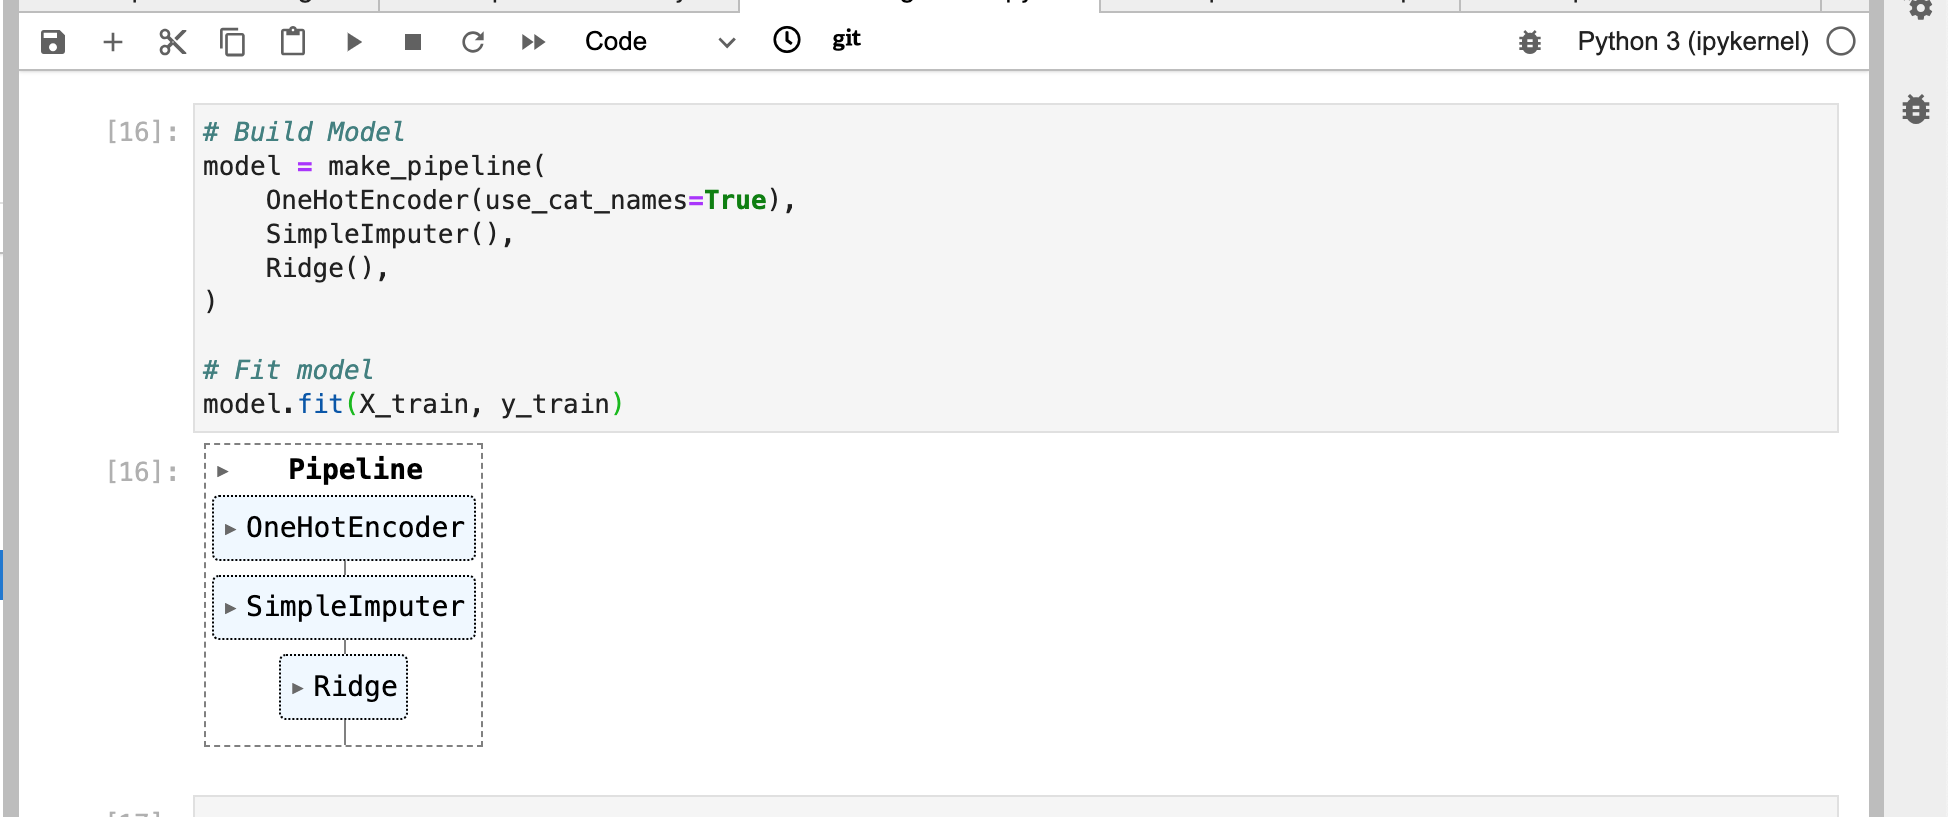 Code
git
Python 3 (ipykernel)
[16]:
# Build Model
model = make_pipeline(
    OneHotEncoder(use_cat_names=True),
    SimpleImputer(),
    Ridge(),
)
# Fit model
model.fit(X_train, y_train)
[16]:
Pipeline
OneHotEncoder
SimpleImputer
Ridge